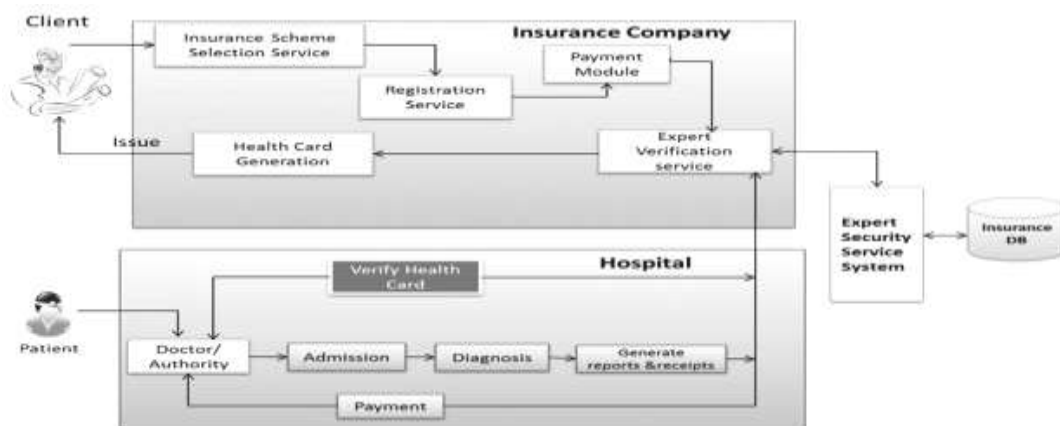 Client
Insurance Scheme
Selection Service
Insurance Company
Payment
Module
Registration
Service
Issue
Health Card
Generation
Expert
Verification
service
Expert
Security
Service
System
Insurance
DB
Verify Health
Card
Hospital
Patient
Doctor/
Authority
Admission
Diagnosis
Generate
reports &receipts
Payment